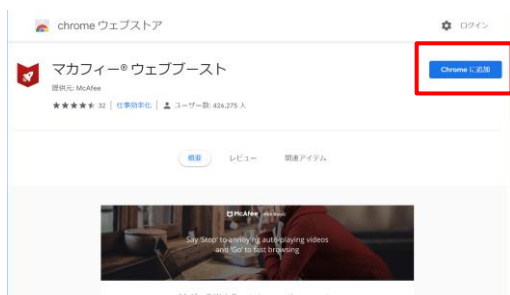 chrome ウェブストア
ログイン
マカフィー® ウェブブースト
Chrome に追加
提供元: McAfee
32 | 仕事効率化 | ユーザー数: 426,275 人
概要
レビュー
関連アイテム
McAfee
Say 'Stop' to annoying auto-playing videos
and 'Go' to fast browsing